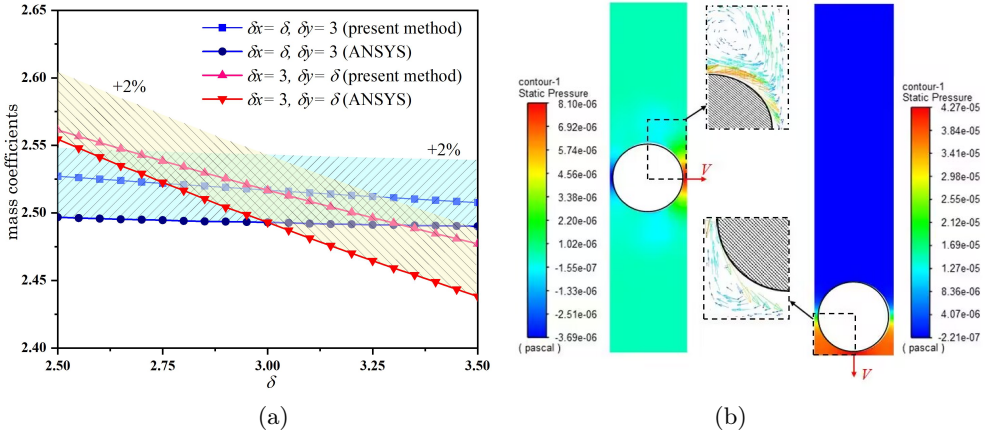 (a)
δx = δ, δy = 3 (present method)
δx = δ, δy = 3 (ANSYS)
δx = 3, δy = δ (present method)
δx = 3, δy = δ (ANSYS)
+2%
+2%
mass coefficients
2.65
2.60
2.55
2.50
2.45
2.40
2.50
2.75
3.00
3.25
3.50
δ
(a)
(b)
contour-1
Static Pressure
8.10e-06
6.92e-06
5.74e-06
4.56e-06
3.38e-06
2.20e-06
1.02e-06
-1.55e-07
-1.33e-06
-2.51e-06
-3.69e-06
( pascal )
V
contour-1
Static Pressure
4.27e-05
3.84e-05
3.41e-05
2.98e-05
2.55e-05
2.12e-05
1.69e-05
1.26e-05
8.36e-06
4.07e-06
-2.21e-07
( pascal )
V
(b)